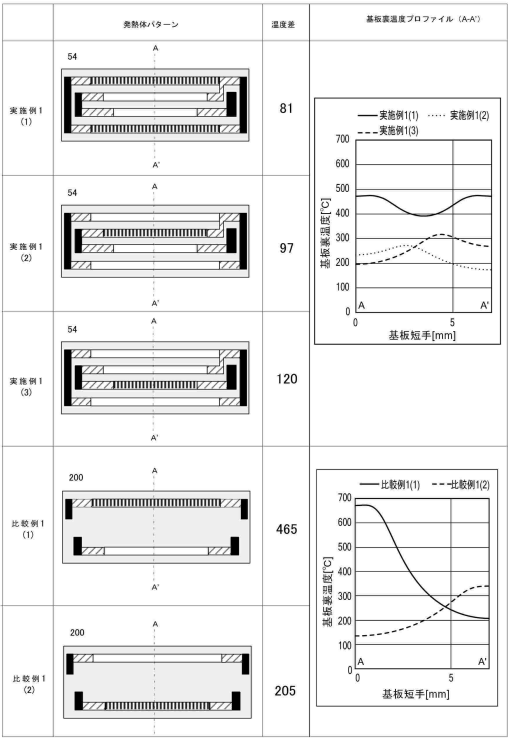 発熱体パターン
温度差
基板裏温度プロファイル（A-A'）
実施例1
(1)
54
A
A'
81
実施例1
(2)
54
A
A'
97
実施例1
(3)
54
A
A'
120
実施例1(1)
実施例1(2)
実施例1(3)
基板裏温度[℃]
700
600
500
400
300
200
100
0
A
A'
0
5
基板短手[mm]
比較例1
(1)
200
A
A'
465
比較例1
(2)
200
A
A'
205
比較例1(1)
比較例1(2)
基板裏温度[℃]
700
600
500
400
300
200
100
0
A
A'
0
5
基板短手[mm]